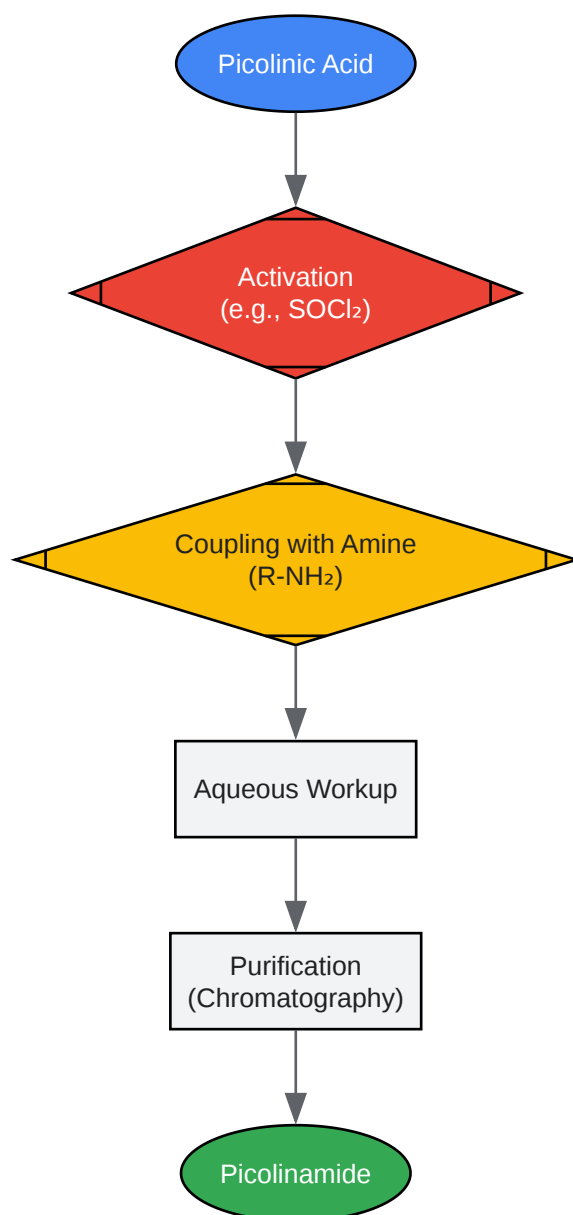 Picolinic Acid
Activation
(e.g., SOCl₂)
Coupling with Amine
(R-NH₂)
Aqueous Workup
Purification
(Chromatography)
Picolinamide